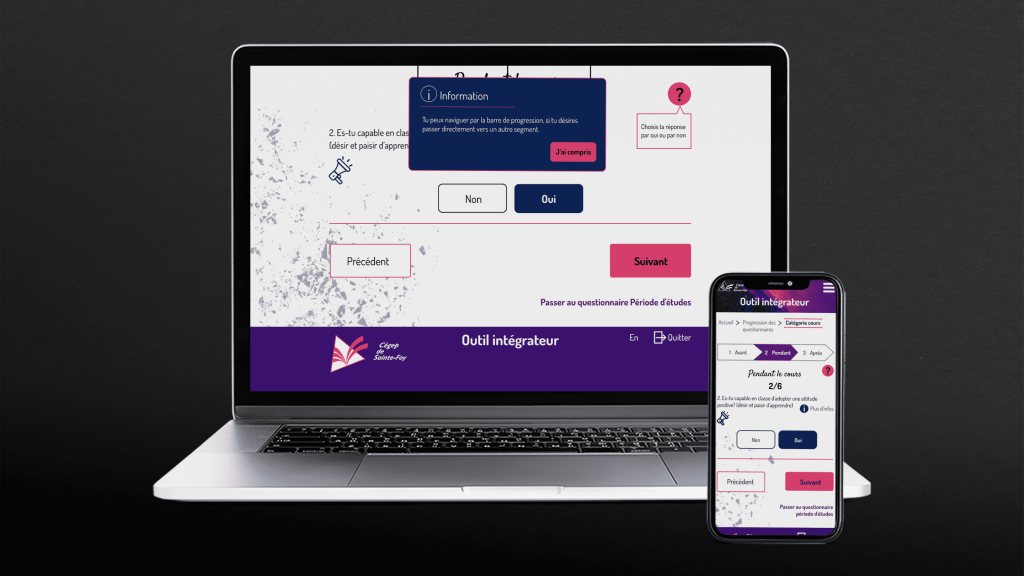 Information
Tu peux naviguer par la barre de progression, si tu désires
passer directement vers un autre segment.
J'ai compris
?
Choisis ta réponse
par oui ou par non
2. Es-tu capable en clas
(désir et paisir d'appren
Non
Oui
Précédent
Suivant
Passer au questionnaire Période d'études
Cégep
de
Sainte-Foy
Outil intégrateur
En
Quitter
Cégep
de
Sainte-Foy
Outil intégrateur
Accueil > Progression des > Catégorie cours
questionnaires
1 Avant
2 Pendant
3 Après
?
Pendant le cours
2/6
2. Es-tu capable en classe d'adopter une attitude
positive? (désir et paisir d'apprendre)
i Plus d'infos
Non
Oui
Précédent
Suivant
Passer au questionnaire
période d'études